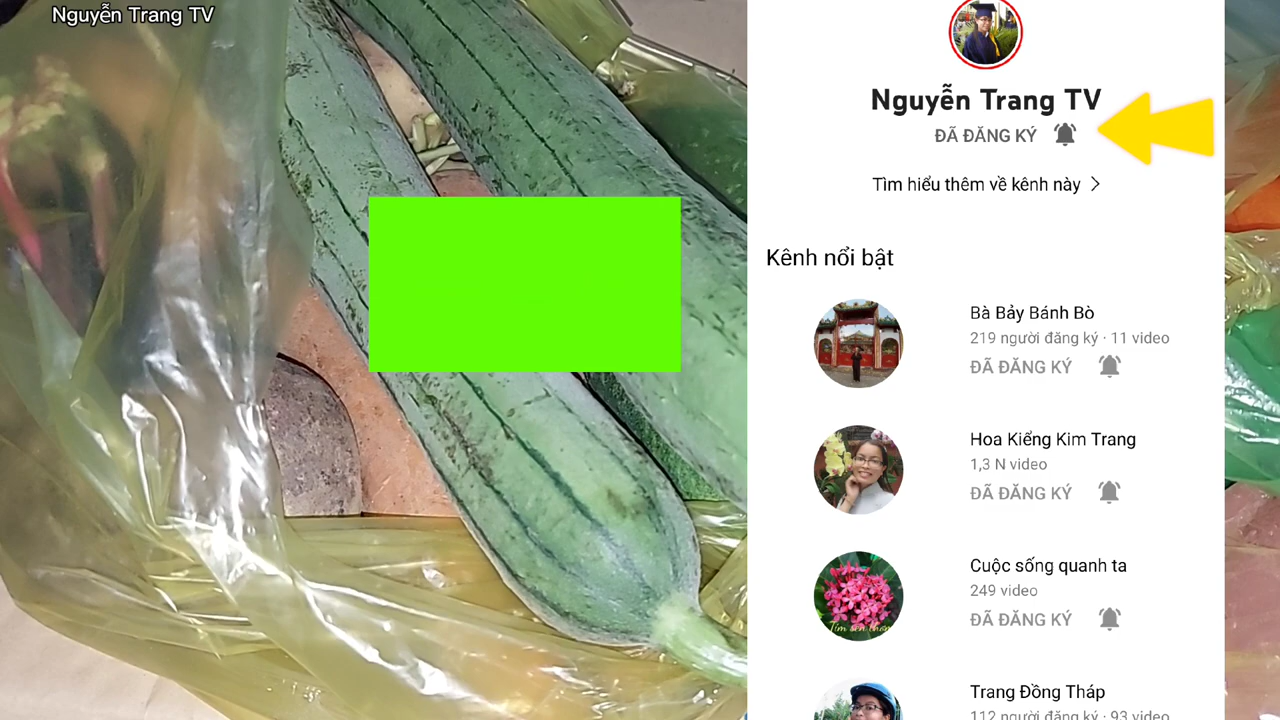 Nguyễn Trang TV
Nguyễn Trang TV
ĐÃ ĐĂNG KÝ
Tìm hiểu thêm về kênh này
Kênh nổi bật
Bà Bảy Bánh Bò
219 người đăng ký · 11 video
ĐÃ ĐĂNG KÝ
Hoa Kiểng Kim Trang
1,3 N video
ĐÃ ĐĂNG KÝ
Cuộc sống quanh ta
249 video
ĐÃ ĐĂNG KÝ
Trang Đồng Tháp
112 người đăng ký · 93 video